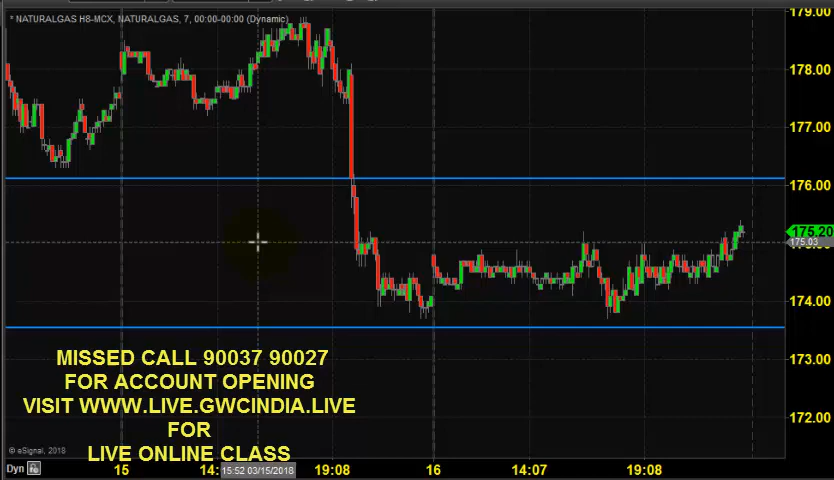 * NATURALGAS H8-MCX, NATURALGAS, 7, 00:00-00:00 (Dynamic)
179.00
178.00
177.00
176.00
175.20
175.03
174.00
173.00
172.00
MISSED CALL 90037 90027
FOR ACCOUNT OPENING
VISIT WWW.LIVE.GWCINDIA.LIVE
FOR
LIVE ONLINE CLASS
© eSignal, 2018
Dyn 15 14: 15:52 03/15/2018 19:08 16 14:07 19:08